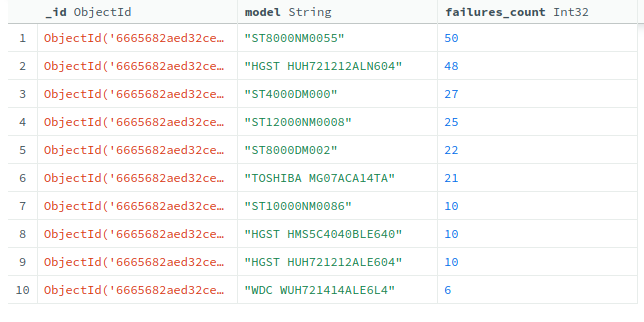 _id ObjectId model String failures_count Int32
1 ObjectId('6665682aed32ce… "ST8000NM0055" 50
2 ObjectId('6665682aed32ce… "HGST HUH721212ALN604" 48
3 ObjectId('6665682aed32ce… "ST4000DM000" 27
4 ObjectId('6665682aed32ce… "ST12000NM0008" 25
5 ObjectId('6665682aed32ce… "ST8000DM002" 22
6 ObjectId('6665682aed32ce… "TOSHIBA MG07ACA14TA" 21
7 ObjectId('6665682aed32ce… "ST10000NM0086" 10
8 ObjectId('6665682aed32ce… "HGST HMS5C4040BLE640" 10
9 ObjectId('6665682aed32ce… "HGST HUH721212ALE604" 10
10 ObjectId('6665682aed32ce… "WDC WUH721414ALE6L4" 6